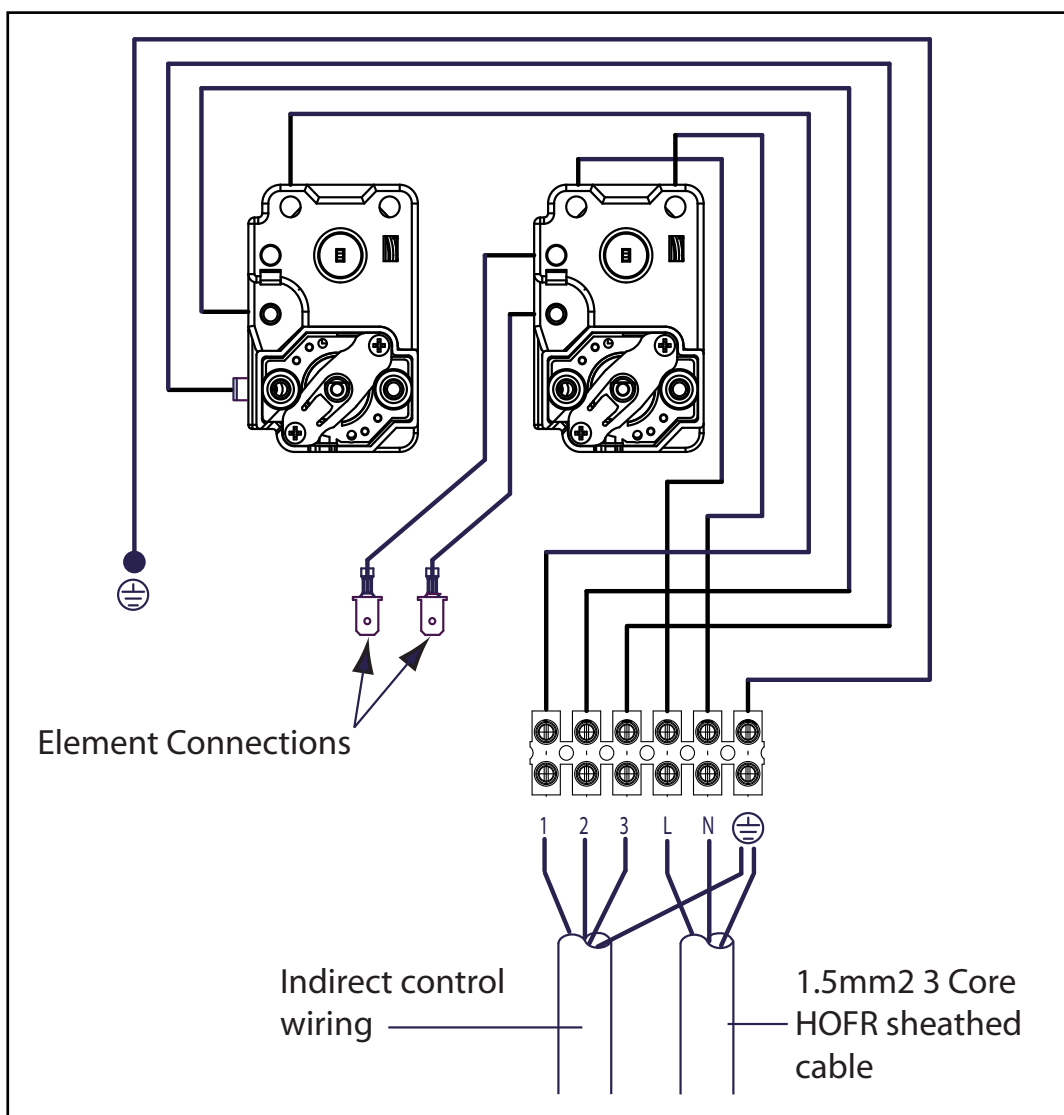 Element Connections
1 2 3 L N
Indirect control
wiring
1.5mm2 3 Core
HOFR sheathed
cable